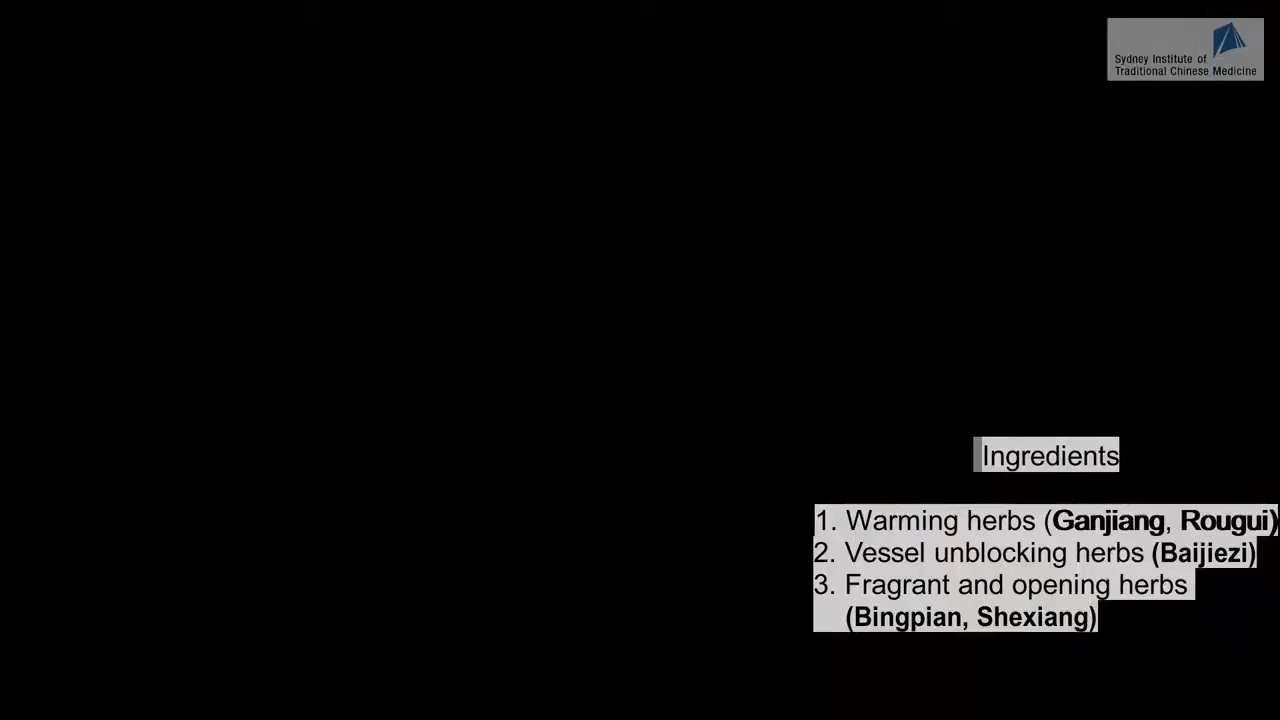 Sydney Institute of
Traditional Chinese Medicine
Ingredients
1. Warming herbs (Ganjiang, Rougui)
2. Vessel unblocking herbs (Baijiezi)
3. Fragrant and opening herbs
(Bingpian, Shexiang)